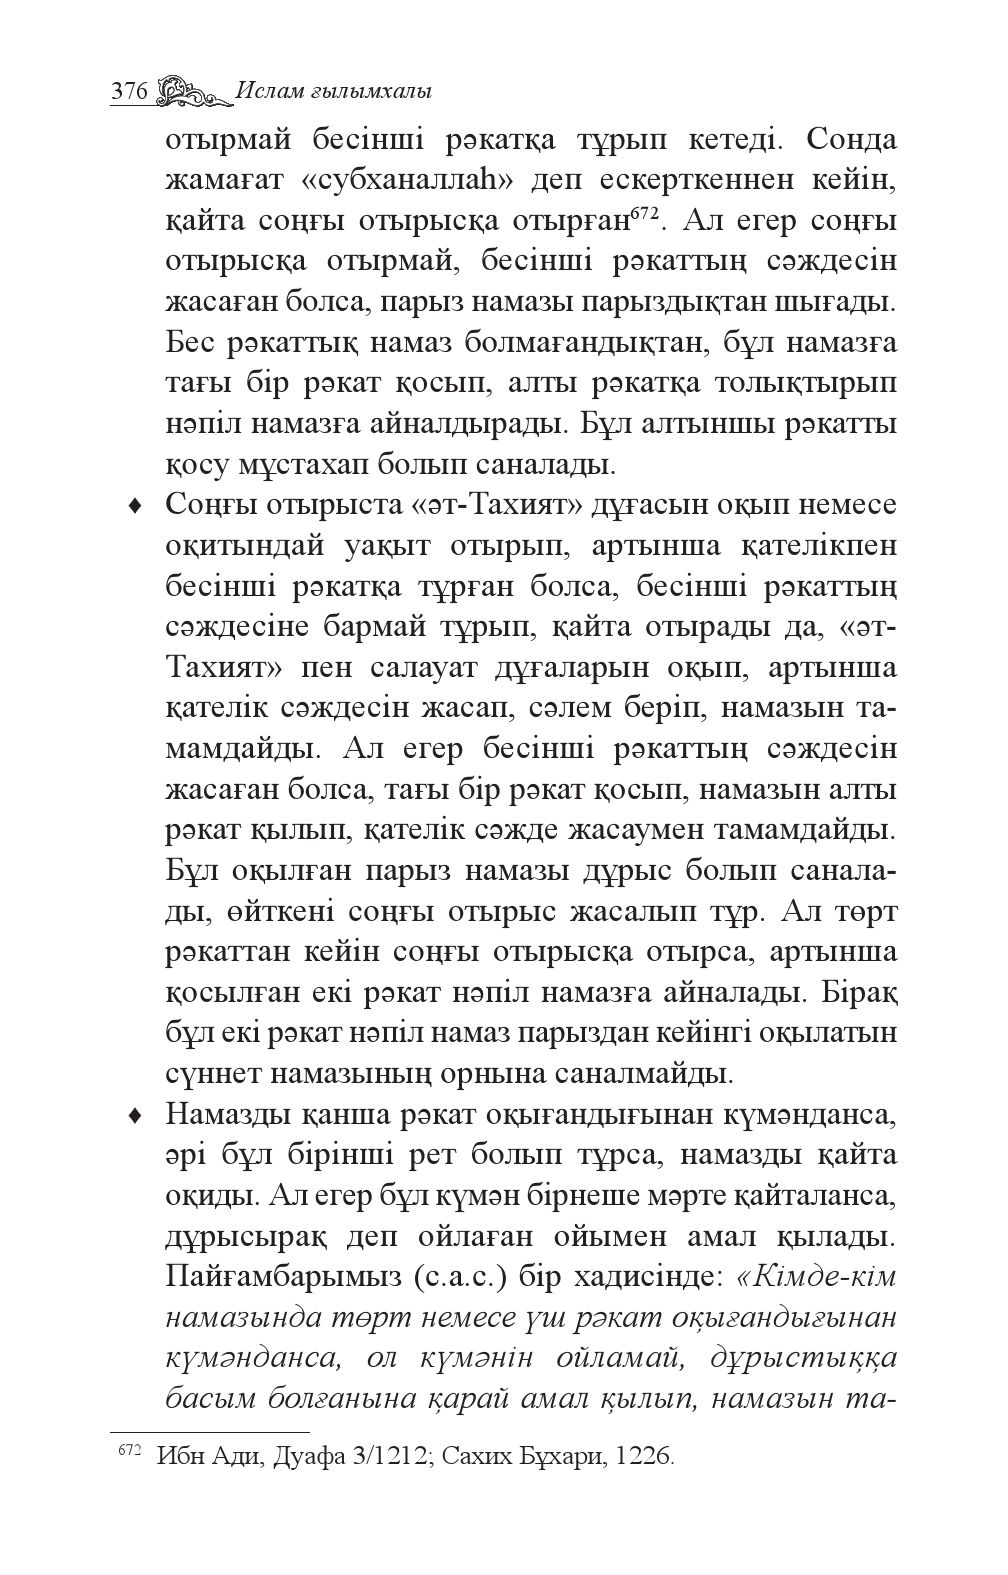 376 Ислам ғылымхалы
отырмай бесінші рәкатқа тұрып кетеді. Сонда
жамағат «субханаллаһ» деп ескерткеннен кейін,
қайта соңғы отырысқа отырған⁶⁷². Ал егер соңғы
отырысқа отырмай, бесінші рәкаттың сәждесін
жасаған болса, парыз намазы парыздықтан шығады.
Бес рәкаттық намаз болмағандықтан, бұл намазға
тағы бір рәкат қосып, алты рәкатқа толықтырып
нәпіл намазға айналдырады. Бұл алтыншы рәкатты
қосу мұстахап болып саналады.
♦ Соңғы отырыста «әт-Тахият» дұғасын оқып немесе
оқитындай уақыт отырып, артынша қателікпен
бесінші рәкатқа тұрған болса, бесінші рәкаттың
сәждесіне бармай тұрып, қайта отырады да, «әт-
Тахият» пен салауат дұғаларын оқып, артынша
қателік сәждесін жасап, сәлем беріп, намазын та-
мамдайды. Ал егер бесінші рәкаттың сәждесін
жасаған болса, тағы бір рәкат қосып, намазын алты
рәкат қылып, қателік сәжде жасаумен тамамдайды.
Бұл оқылған парыз намазы дұрыс болып санала-
ды, өйткені соңғы отырыс жасалып тұр. Ал төрт
рәкаттан кейін соңғы отырысқа отырса, артынша
қосылған екі рәкат нәпіл намазға айналады. Бірақ
бұл екі рәкат нәпіл намаз парыздан кейінгі оқылатын
сүннет намазының орнына саналмайды.
♦ Намазды қанша рәкат оқығандығынан күмәнданса,
әрі бұл бірінші рет болып тұрса, намазды қайта
оқиды. Ал егер бұл күмән бірнеше мәрте қайталанса,
дұрысырақ деп ойлаған ойымен амал қылады.
Пайғамбарымыз (с.а.с.) бір хадисінде: «Кімде-кім
намазында төрт немесе үш рәкат оқығандығынан
күмәнданса, ол күмәнін ойламай, дұрыстыққа
басым болғанына қарай амал қылып, намазын та-
⁶⁷² Ибн Ади, Дуафа 3/1212; Сахих Бұхари, 1226.